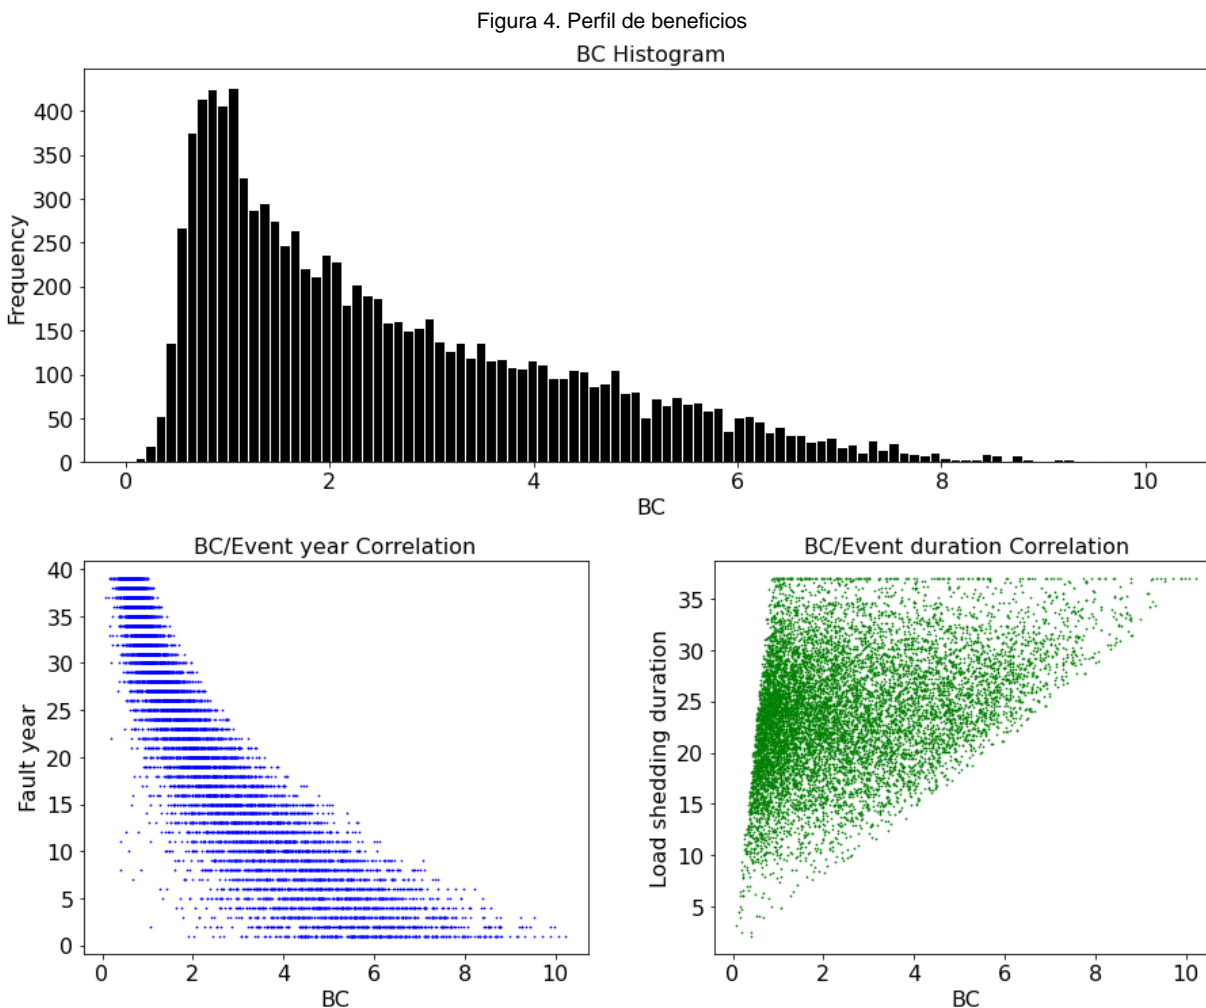 Figura 4. Perfil de beneficios
BC Histogram
Frequency
400
350
300
250
200
150
100
50
0
0 2 4 6 8 10
BC
BC/Event year Correlation
Fault year
40
35
30
25
20
15
10
5
0
0 2 4 6 8 10
BC
BC/Event duration Correlation
Load shedding duration
35
30
25
20
15
10
5
0 2 4 6 8 10
BC